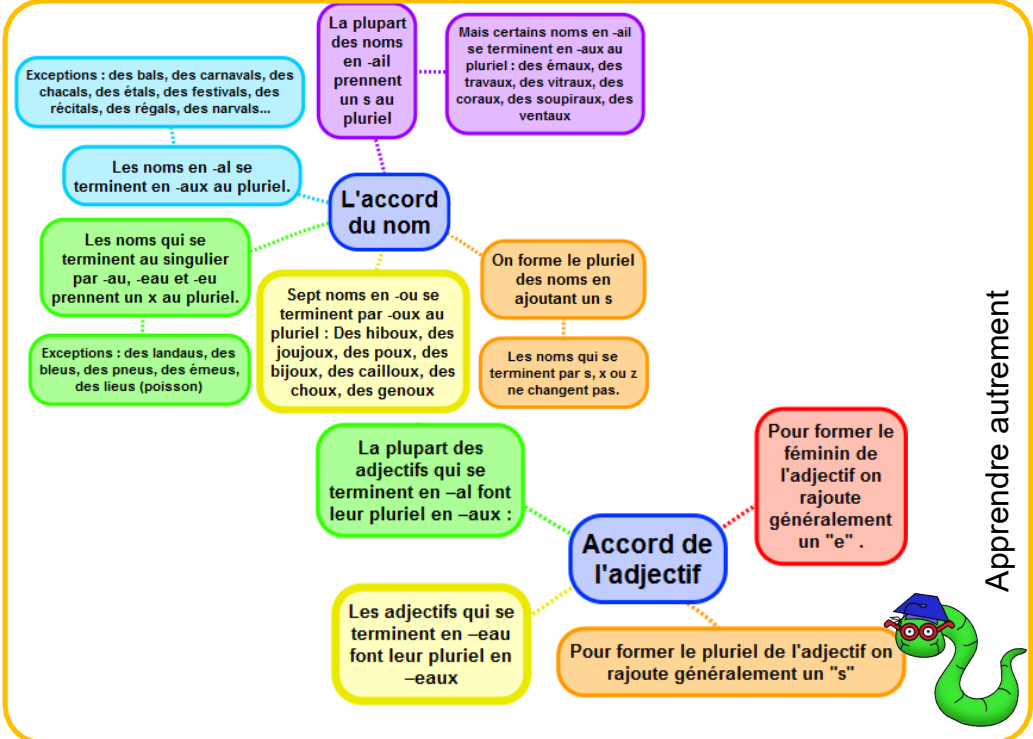 La plupart
des noms
en -ail
prennent
un s au
pluriel
Mais certains noms en -ail
se terminent en -aux au
pluriel : des émaux, des
travaux, des vitraux, des
coraux, des soupiraux, des
ventaux
Exceptions : des bals, des carnavals, des
chacals, des étals, des festivals, des
récitals, des régals, des narvals...
Les noms en -al se
terminent en -aux au pluriel.
L'accord
du nom
Les noms qui se
terminent au singulier
par -au, -eau et -eu
prennent un x au pluriel.
Exceptions : des landaus, des
bleus, des pneus, des émeus,
des lieus (poisson)
Sept noms en -ou se
terminent par -oux au
pluriel : Des hiboux, des
joujoux, des poux, des
bijoux, des cailloux, des
choux, des genoux
On forme le pluriel
des noms en
ajoutant un s
Les noms qui se
terminent par s, x ou z
ne changent pas.
La plupart des
adjectifs qui se
terminent en –al font
leur pluriel en –aux :
Accord de
l'adjectif
Pour former le
féminin de
l'adjectif on
rajoute
généralement
un "e" .
Les adjectifs qui se
terminent en –eau
font leur pluriel en
–eaux
Pour former le pluriel de l'adjectif on
rajoute généralement un "s"
Apprendre autrement